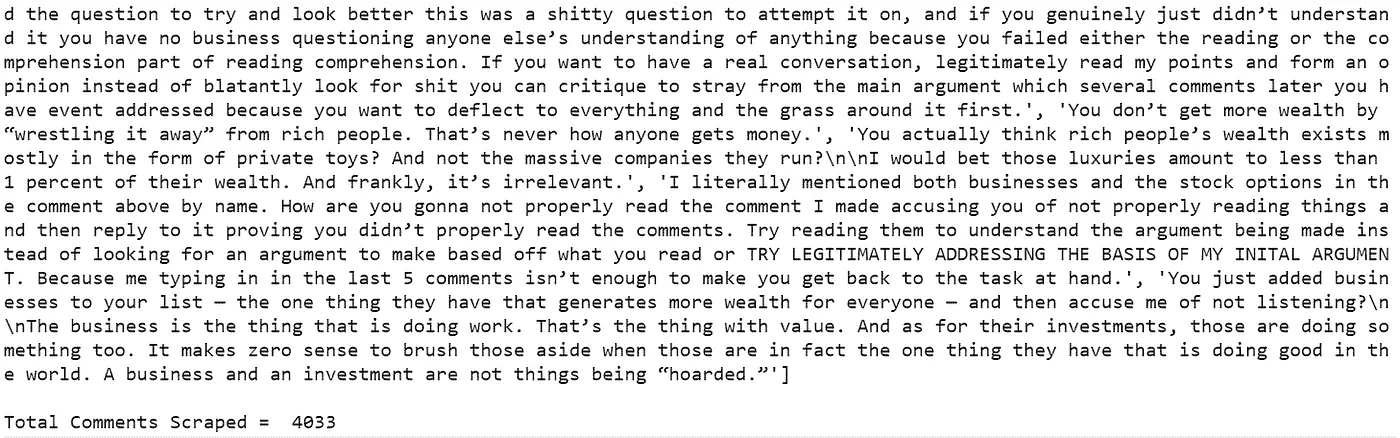 d the question to try and look better this was a shitty question to attempt it on, and if you genuinely just didn’t understan
d it you have no business questioning anyone else’s understanding of anything because you failed either the reading or the co
mprehension part of reading comprehension. If you want to have a real conversation, legitimately read my points and form an o
pinion instead of blatantly look for shit you can critique to stray from the main argument which several comments later you h
ave event addressed because you want to deflect to everything and the grass around it first.', 'You don’t get more wealth by
“wrestling it away” from rich people. That’s never how anyone gets money.', 'You actually think rich people’s wealth exists m
ostly in the form of private toys? And not the massive companies they run?\n\nI would bet those luxuries amount to less than
1 percent of their wealth. And frankly, it’s irrelevant.', 'I literally mentioned both businesses and the stock options in th
e comment above by name. How are you gonna not properly read the comment I made accusing you of not properly reading things a
nd then reply to it proving you didn’t properly read the comments. Try reading them to understand the argument being made ins
tead of looking for an argument to make based off what you read or TRY LEGITIMATELY ADDRESSING THE BASIS OF MY INITAL ARGUMEN
T. Because me typing in in the last 5 comments isn’t enough to make you get back to the task at hand.', 'You just added busin
esses to your list — the one thing they have that generates more wealth for everyone — and then accuse me of not listening?\n
\nThe business is the thing that is doing work. That’s the thing with value. And as for their investments, those are doing so
mething too. It makes zero sense to brush those aside when those are in fact the one thing they have that is doing good in th
e world. A business and an investment are not things being “hoarded.”']
Total Comments Scraped =  4033